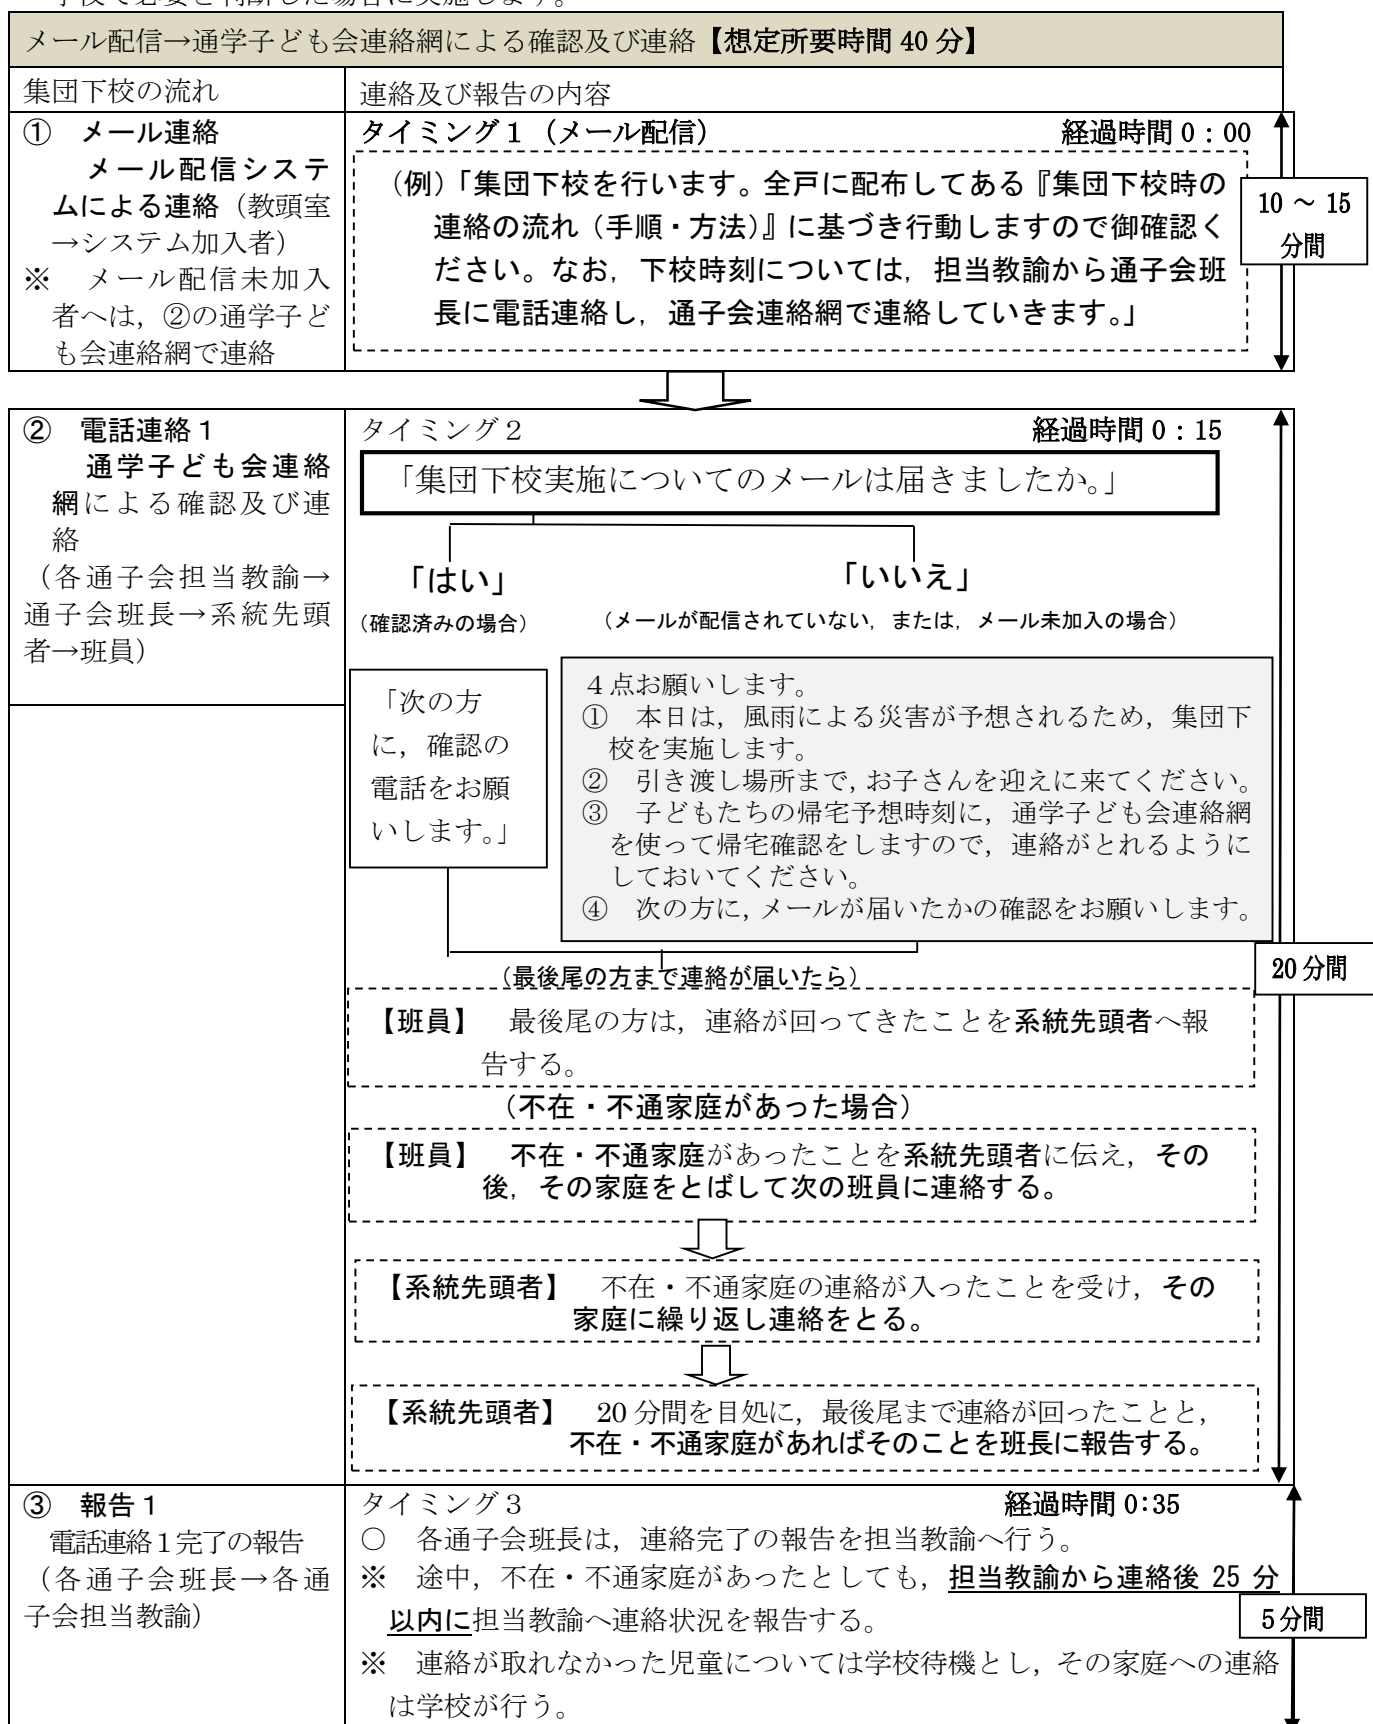 学校で必要と判断した場合に実施します。
メール配信→通学子ども会連絡網による確認及び連絡【想定所要時間 40 分】
集団下校の流れ
連絡及び報告の内容
① メール連絡
メール配信システ
ムによる連絡（教頭室
→システム加入者）
※ メール配信未加入
者へは，②の通学子ど
も会連絡網で連絡
タイミング１（メール配信） 経過時間 0：00
（例）「集団下校を行います。全戸に配布してある『集団下校時の
連絡の流れ（手順・方法）』に基づき行動しますので御確認く
ださい。なお，下校時刻については，担当教諭から通子会班
長に電話連絡し，通子会連絡網で連絡していきます。」
10 ～ 15
分間
② 電話連絡１
通学子ども会連絡
網による確認及び連
絡
（各通子会担当教諭→
通子会班長→系統先頭
者→班員）
タイミング２ 経過時間 0：15
「集団下校実施についてのメールは届きましたか。」
「はい」
「いいえ」
（確認済みの場合）
（メールが配信されていない，または，メール未加入の場合）
「次の方
に，確認の
電話をお願
いします。」
４点お願いします。
① 本日は，風雨による災害が予想されるため，集団下
校を実施します。
② 引き渡し場所まで，お子さんを迎えに来てください。
③ 子どもたちの帰宅予想時刻に，通学子ども会連絡網
を使って帰宅確認をしますので，連絡がとれるように
しておいてください。
④ 次の方に，メールが届いたかの確認をお願いします。
（最後尾の方まで連絡が届いたら）
20 分間
【班員】 最後尾の方は，連絡が回ってきたことを系統先頭者へ報
告する。
（不在・不通家庭があった場合）
【班員】 不在・不通家庭があったことを系統先頭者に伝え，その
後，その家庭をとばして次の班員に連絡する。
【系統先頭者】 不在・不通家庭の連絡が入ったことを受け，その
家庭に繰り返し連絡をとる。
【系統先頭者】 20 分間を目処に，最後尾まで連絡が回ったことと，
不在・不通家庭があればそのことを班長に報告する。
③ 報告１
電話連絡１完了の報告
（各通子会班長→各通
子会担当教諭）
タイミング３ 経過時間 0:35
○ 各通子会班長は，連絡完了の報告を担当教諭へ行う。
※ 途中，不在・不通家庭があったとしても，担当教諭から連絡後 25 分
以内に担当教諭へ連絡状況を報告する。
※ 連絡が取れなかった児童については学校待機とし，その家庭への連絡
は学校が行う。
５分間